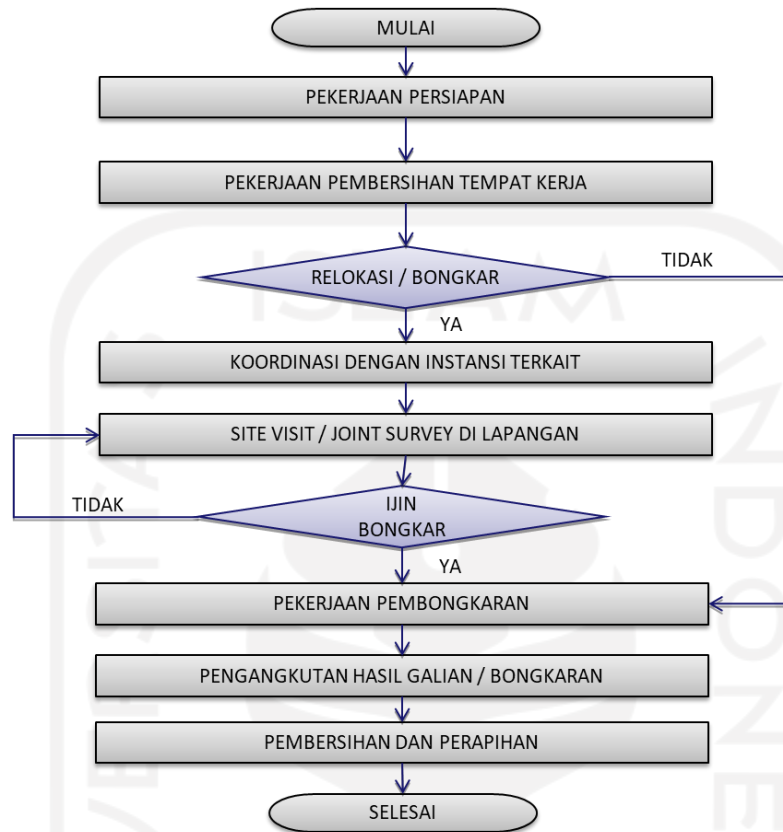 MULAI
PEKERJAAN PERSIAPAN
PEKERJAAN PEMBERSIHAN TEMPAT KERJA
RELOKASI / BONGKAR
TIDAK
YA
KOORDINASI DENGAN INSTANSI TERKAIT
SITE VISIT / JOINT SURVEY DI LAPANGAN
TIDAK
IJIN
BONGKAR
YA
PEKERJAAN PEMBONGKARAN
PENGANGKUTAN HASIL GALIAN / BONGKARAN
PEMBERSIHAN DAN PERAPIHAN
SELESAI
ISLAM